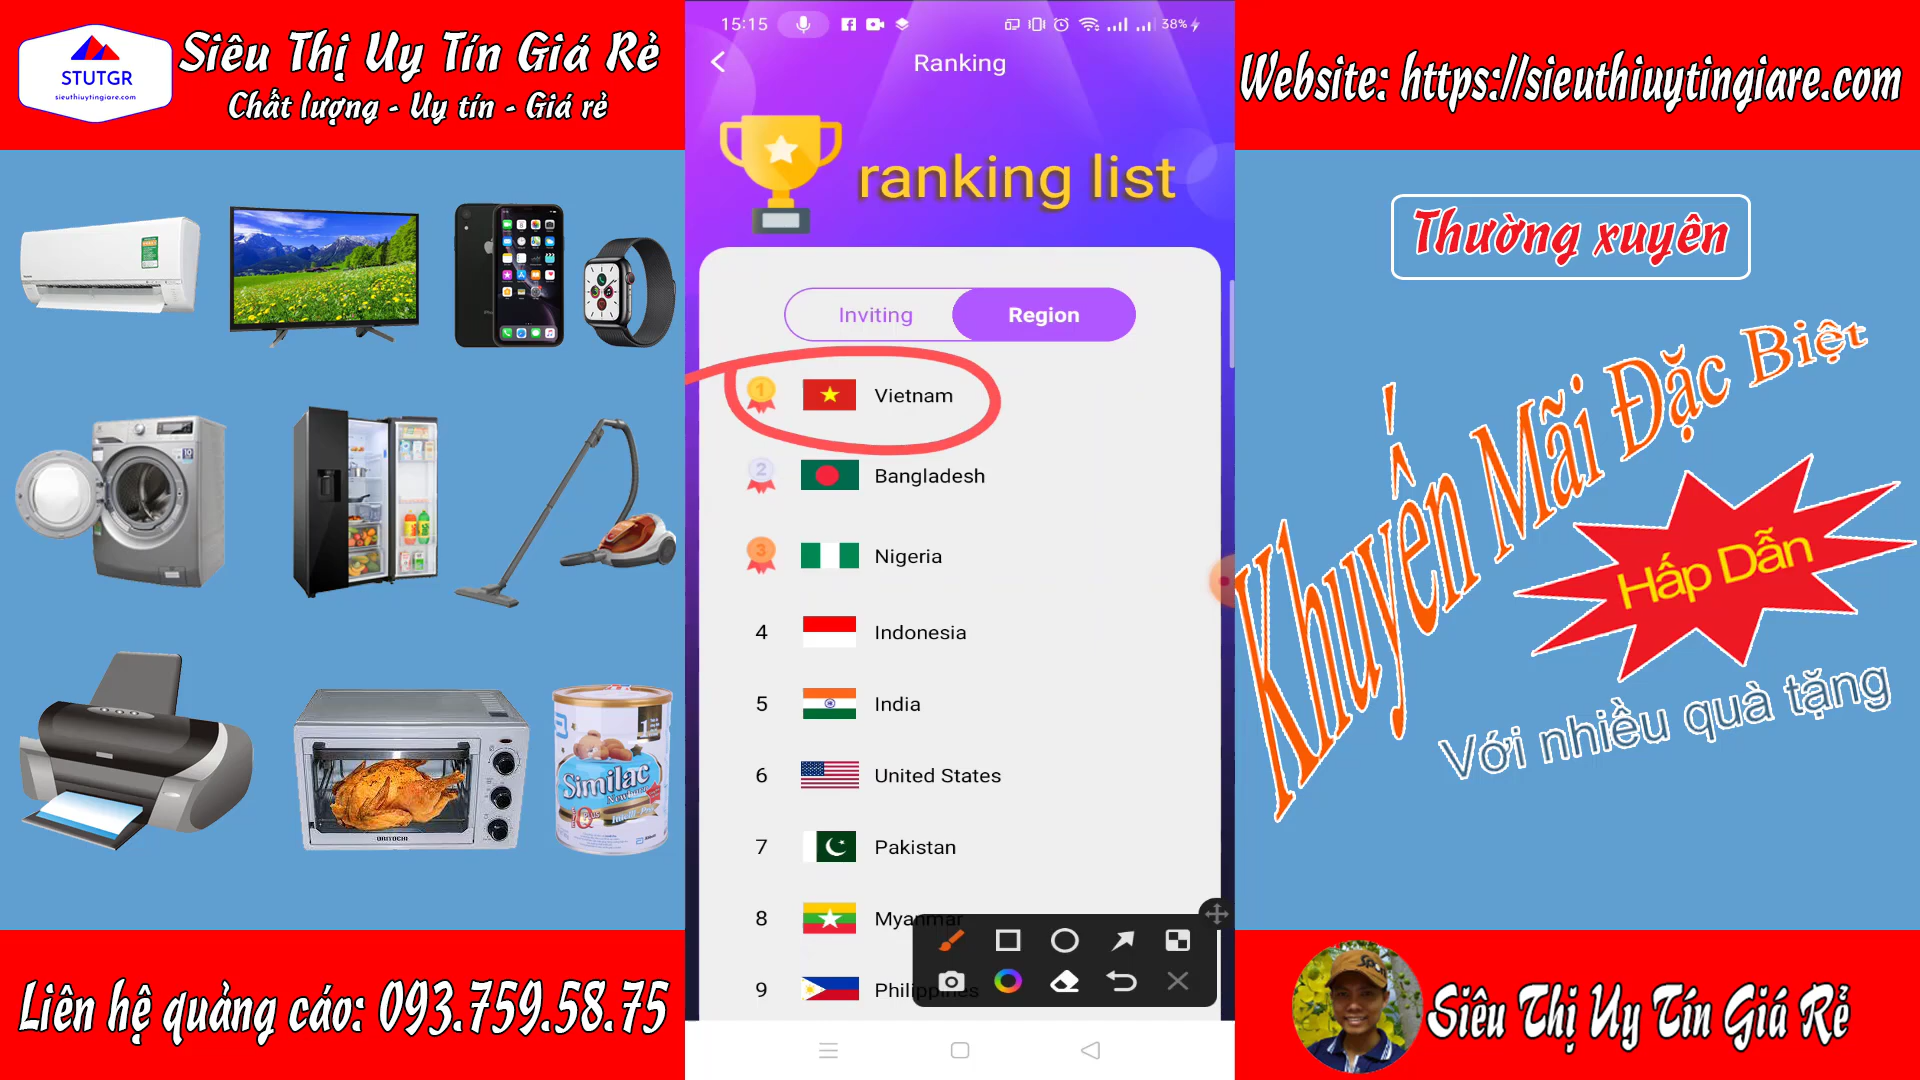 STUTGR
sieuthiuytingiare.com
Siêu Thị Uy Tín Giá Rẻ
Chất lượng - Uy tín - Giá rẻ
15:15
38%
Ranking
ranking list
Inviting
Region
1
Vietnam
2
Bangladesh
3
Nigeria
4
Indonesia
5
India
6
United States
7
Pakistan
8
Myanmar
9
Philippines
Website: https://sieuthiuytingiare.com
Thường xuyên
Khuyến Mãi Đặc Biệt !
Hấp Dẫn
Với nhiều quà tặng
Similac
UKITOCHI
Liên hệ quảng cáo: 093.759.58.75
Siêu Thị Uy Tín Giá Rẻ